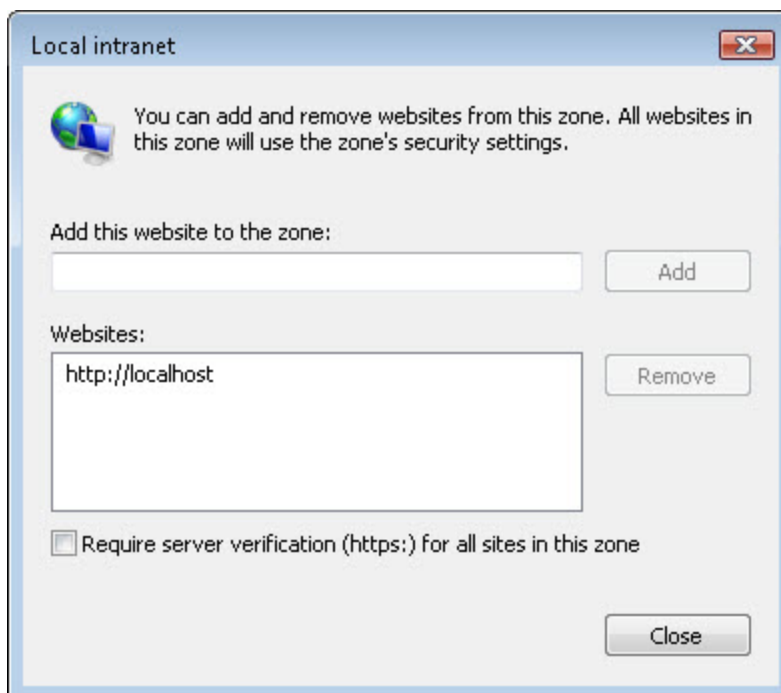 Local intranet
You can add and remove websites from this zone. All websites in
this zone will use the zone's security settings.
Add this website to the zone:
Add
Websites:
http://localhost
Remove
Require server verification (https:) for all sites in this zone
Close